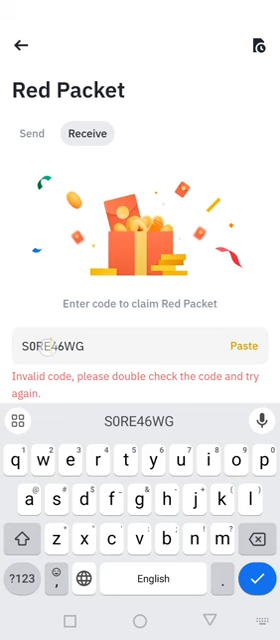 Red Packet
Send Receive
Enter code to claim Red Packet
S0RE46WG Paste
Invalid code, please double check the code and try
again.
S0RE46WG
q w e r t y u i o p
@ # $ _ & - + ( )
a s d f g h j k l
z x c v b n m
?123 , English .